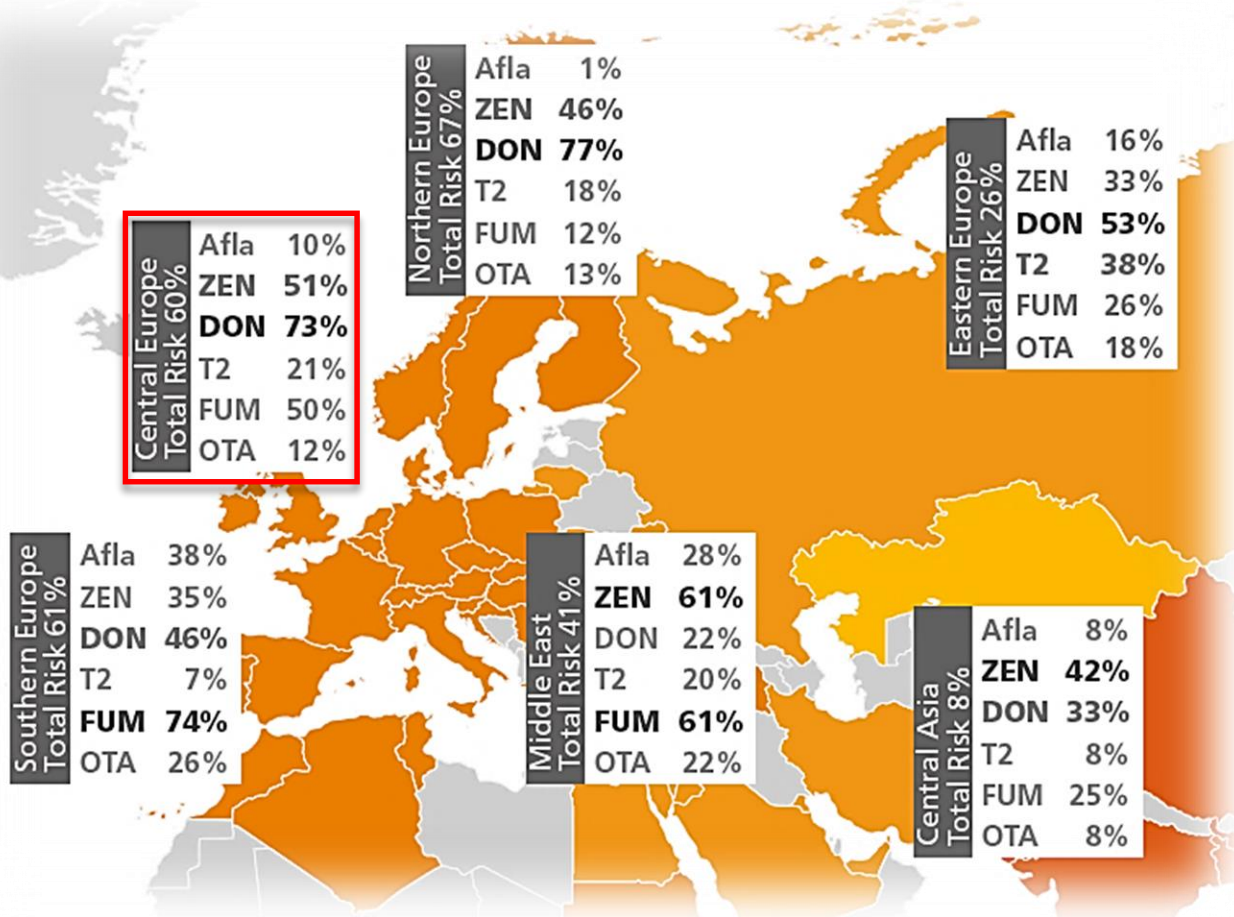 Northern Europe
Total Risk 67%
Afla 1%
ZEN 46%
DON 77%
T2 18%
FUM 12%
OTA 13%
Eastern Europe
Total Risk 26%
Afla 16%
ZEN 33%
DON 53%
T2 38%
FUM 26%
OTA 18%
Central Europe
Total Risk 60%
Afla 10%
ZEN 51%
DON 73%
T2 21%
FUM 50%
OTA 12%
Southern Europe
Total Risk 61%
Afla 38%
ZEN 35%
DON 46%
T2 7%
FUM 74%
OTA 26%
Middle East
Total Risk 41%
Afla 28%
ZEN 61%
DON 22%
T2 20%
FUM 61%
OTA 22%
Central Asia
Total Risk 8%
Afla 8%
ZEN 42%
DON 33%
T2 8%
FUM 25%
OTA 8%